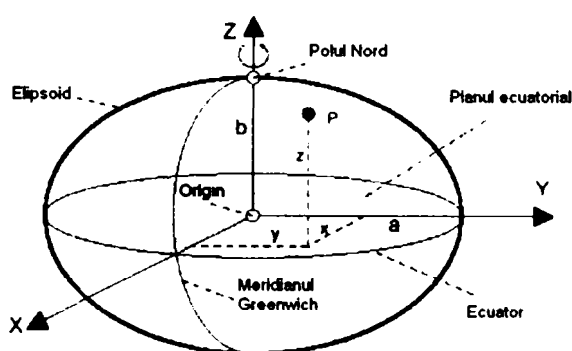 Z
Polul Nord
Elipsoid
Planul ecuatorial
b
P
z
Origin
Y
y
x
a
Meridianul
Greenwich
Ecuator
X